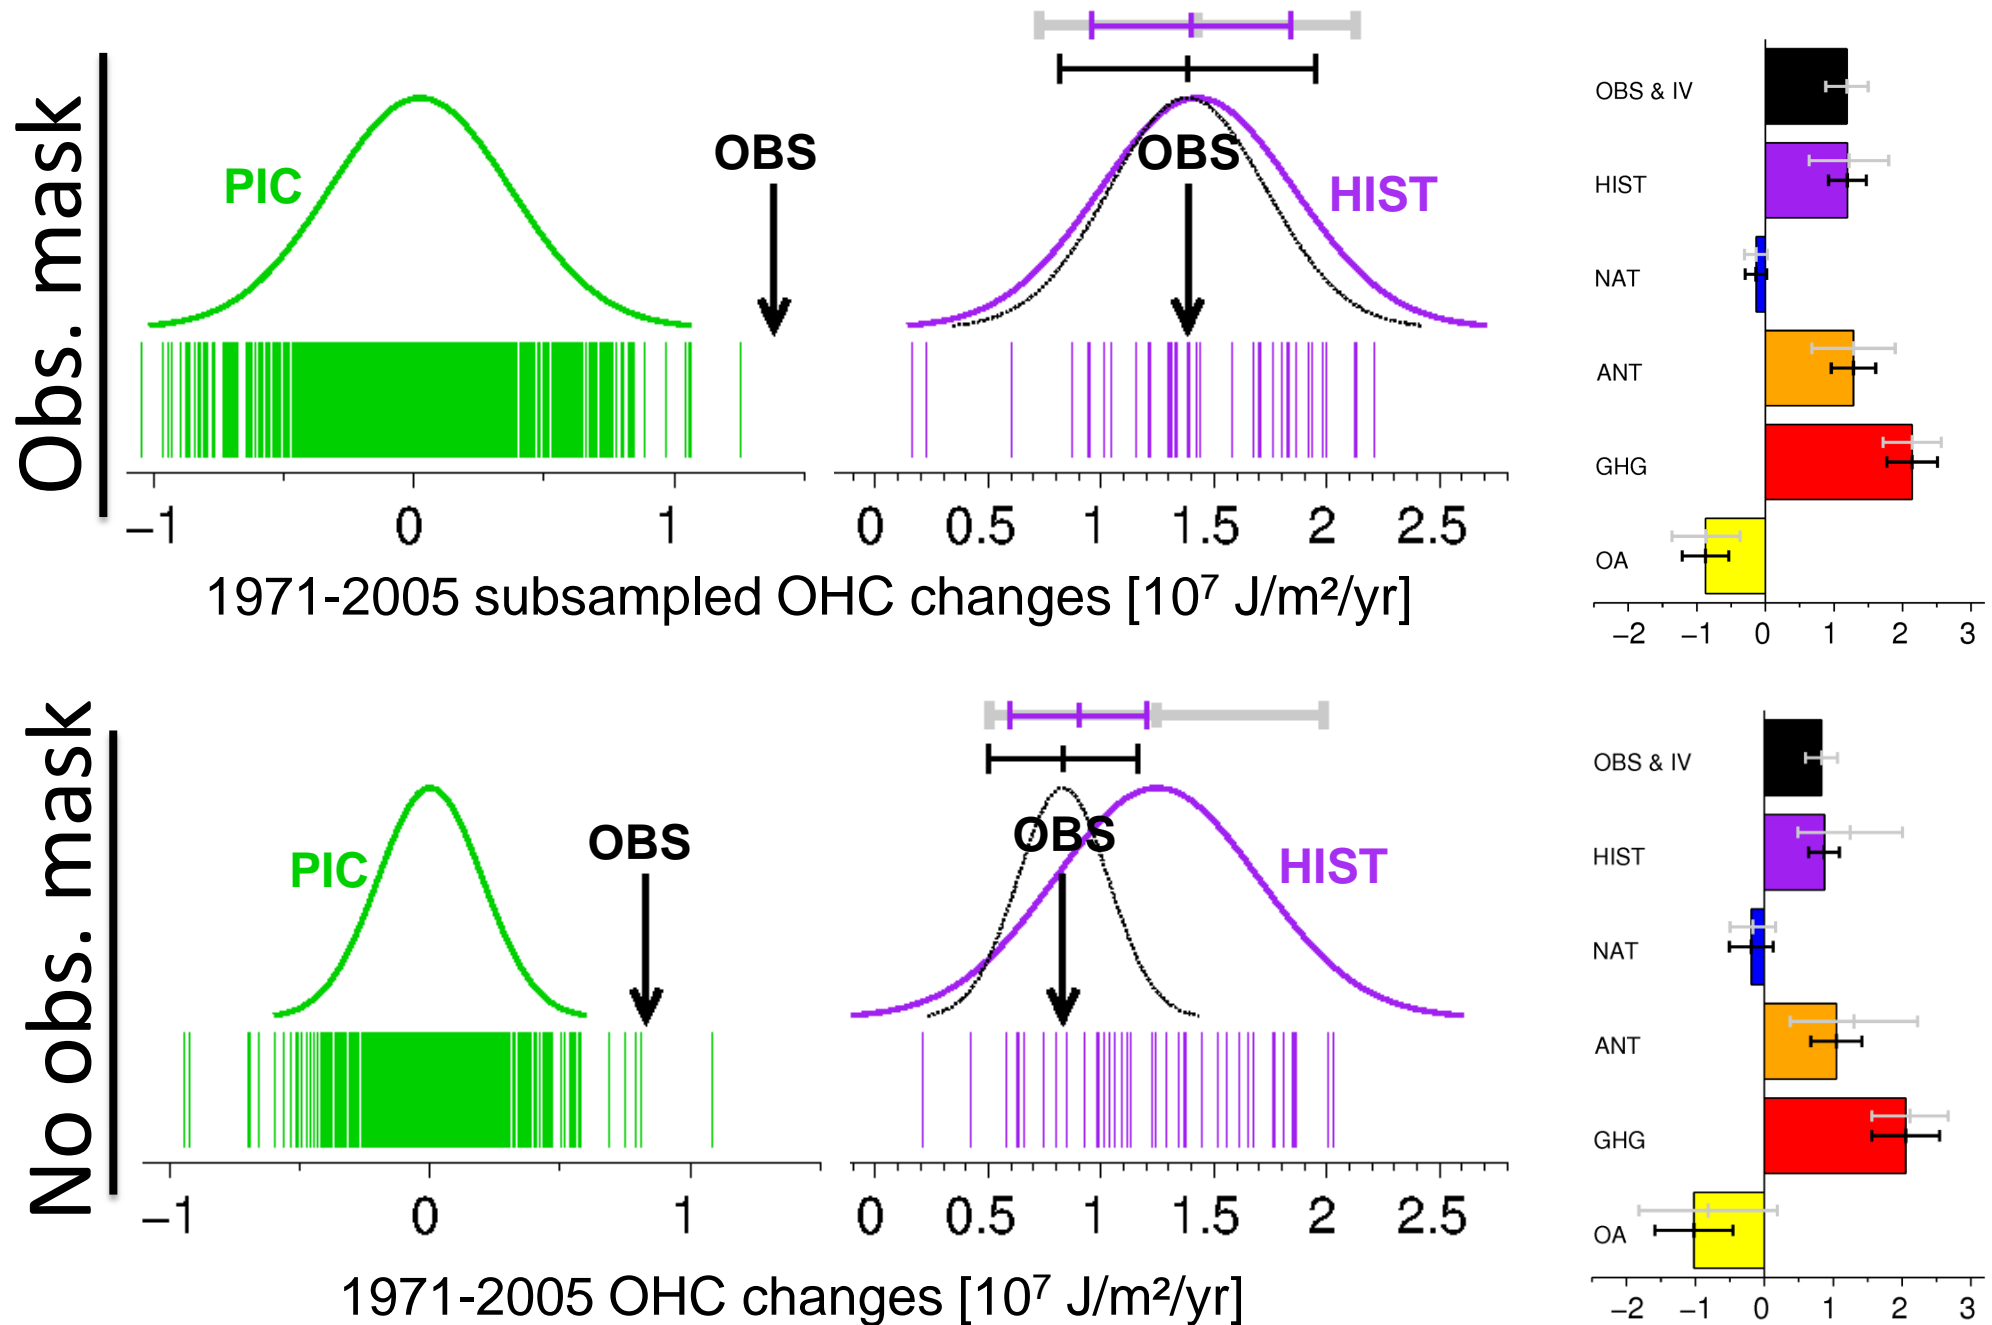 Obs. mask
PIC
OBS
OBS
HIST
−1 0 1
0 0.5 1 1.5 2 2.5
1971-2005 subsampled OHC changes [10⁷ J/m²/yr]
OBS & IV
HIST
NAT
ANT
GHG
OA
−2 −1 0 1 2 3
No obs. mask
PIC
OBS
OBS
HIST
−1 0 1
0 0.5 1 1.5 2 2.5
1971-2005 OHC changes [10⁷ J/m²/yr]
OBS & IV
HIST
NAT
ANT
GHG
OA
−2 −1 0 1 2 3